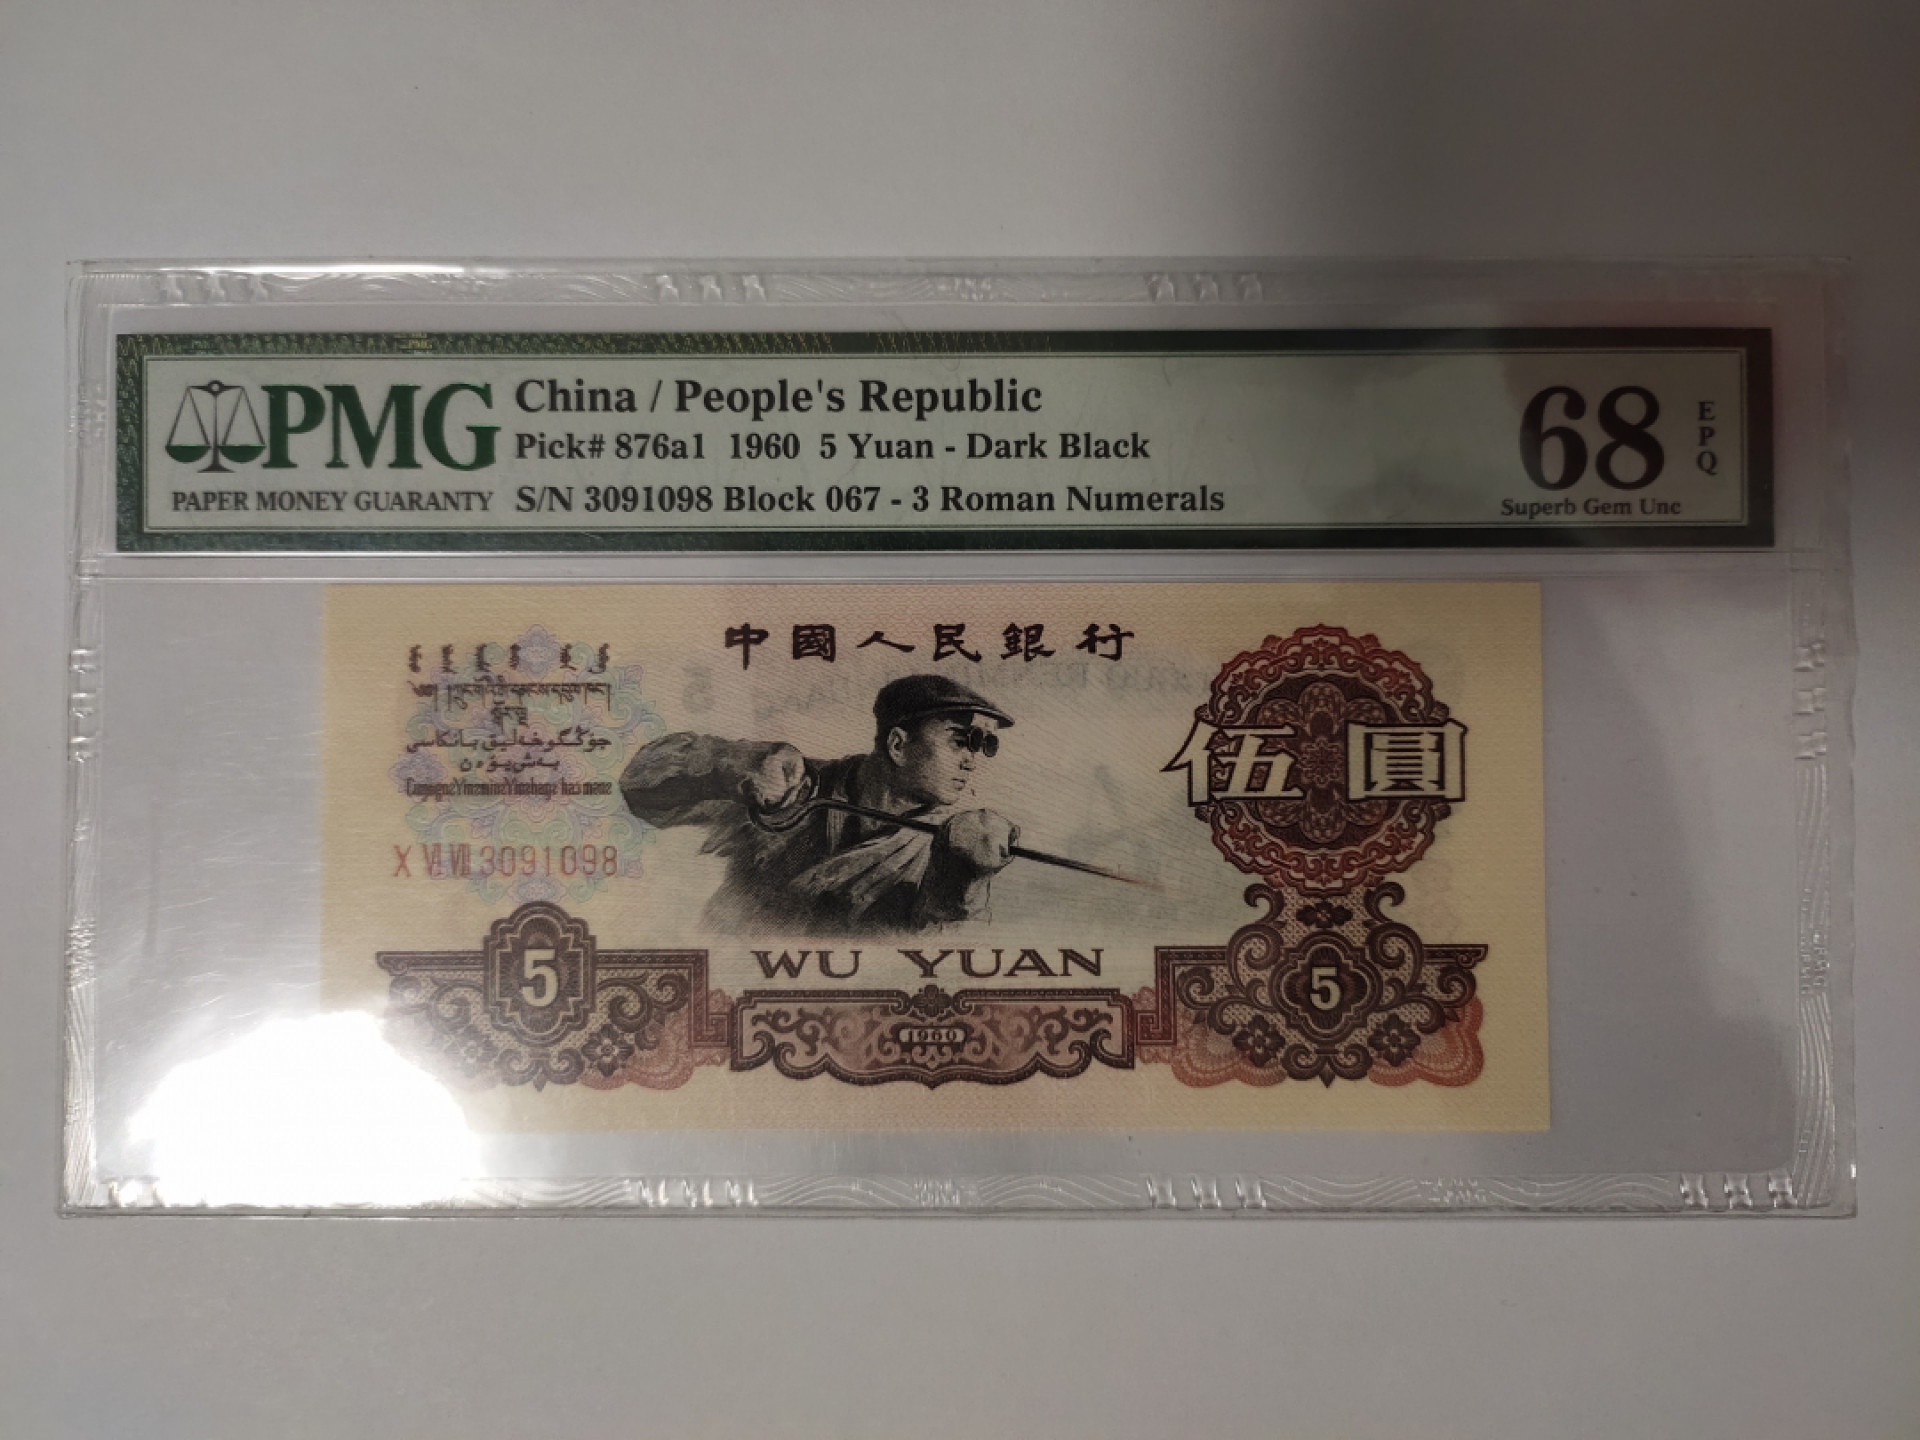 PMG
PAPER MONEY GUARANTY
China / People's Republic
Pick# 876a1 1960 5 Yuan - Dark Black
S/N 3091098 Block 067 - 3 Roman Numerals
68
EPQ
Superb Gem Unc
中國人民銀行
伍圓
X VI VII 3091098
5
WU YUAN
1960
5